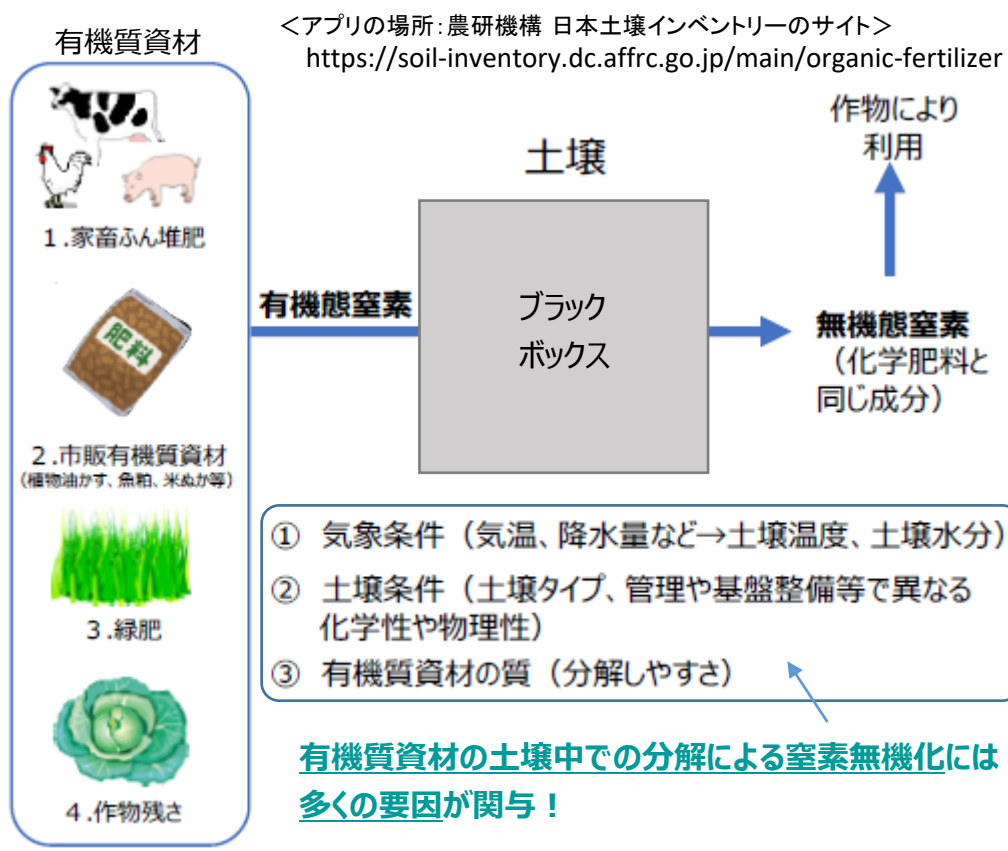 有機質資材
<アプリの場所：農研機構 日本土壌インベントリーのサイト>
https://soil-inventory.dc.affrc.go.jp/main/organic-fertilizer
1.家畜ふん堆肥
肥料
2.市販有機質資材
（植物油かす、魚粕、米ぬか等）
3.緑肥
4.作物残さ
有機態窒素
土壌
ブラック
ボックス
作物により
利用
無機態窒素
（化学肥料と
同じ成分）
① 気象条件（気温、降水量など→土壌温度、土壌水分）
② 土壌条件（土壌タイプ、管理や基盤整備等で異なる
化学性や物理性）
③ 有機質資材の質（分解しやすさ）
有機質資材の土壌中での分解による窒素無機化には
多くの要因が関与！